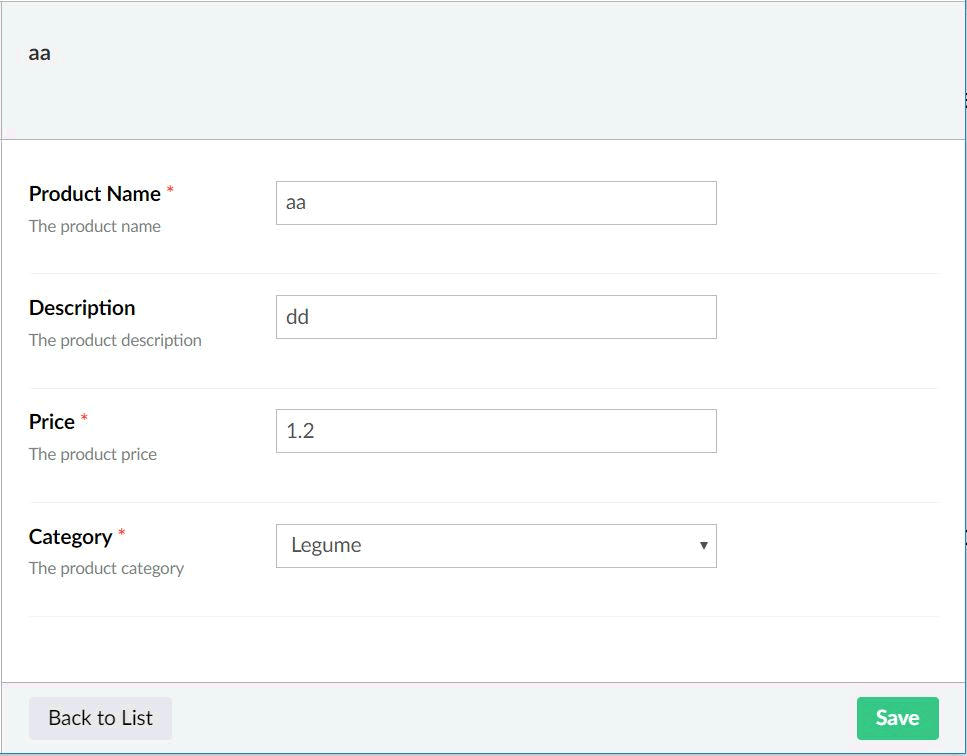 aa
Product Name *
The product name
aa
Description
The product description
dd
Price *
The product price
1.2
Category *
The product category
Legume
Back to List
Save